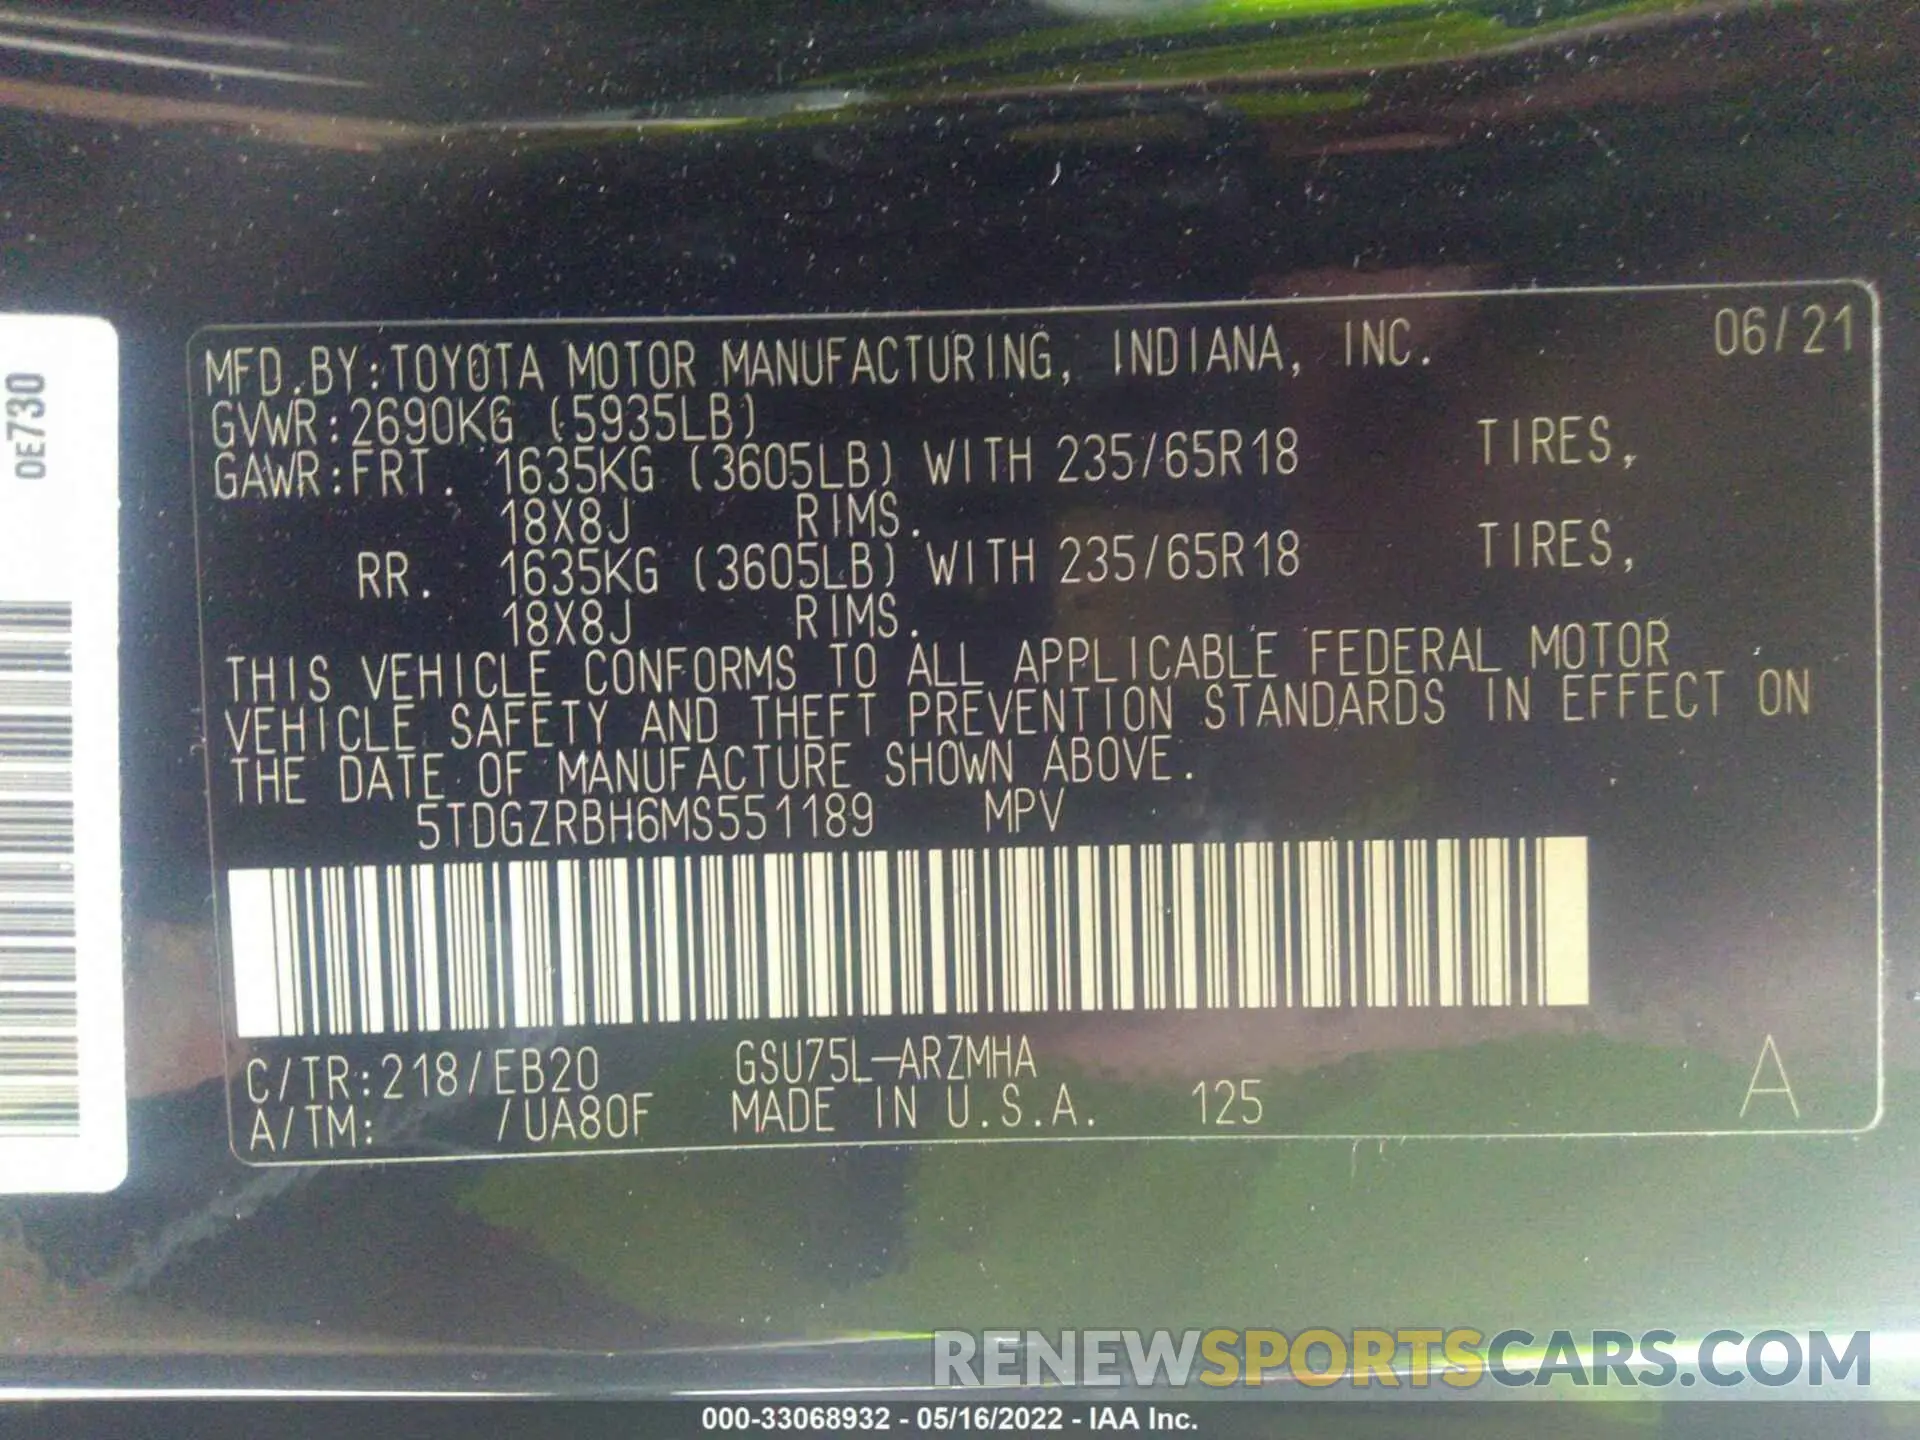 0E730
MFD.BY:TOYOTA MOTOR MANUFACTURING, INDIANA, INC. 06/21
GVWR:2690KG (5935LB)
GAWR:FRT. 1635KG (3605LB) WITH 235/65R18 TIRES,
18X8J RIMS.
RR. 1635KG (3605LB) WITH 235/65R18 TIRES,
18X8J RIMS.
THIS VEHICLE CONFORMS TO ALL APPLICABLE FEDERAL MOTOR
VEHICLE SAFETY AND THEFT PREVENTION STANDARDS IN EFFECT ON
THE DATE OF MANUFACTURE SHOWN ABOVE.
5TDGZRBH6MS551189 MPV
C/TR:218/EB20 GSU75L-ARZMHA
A/TM: /UA80F MADE IN U.S.A. 125 A
RENEWSPORTSCARS.COM
000-33068932 - 05/16/2022 - IAA Inc.